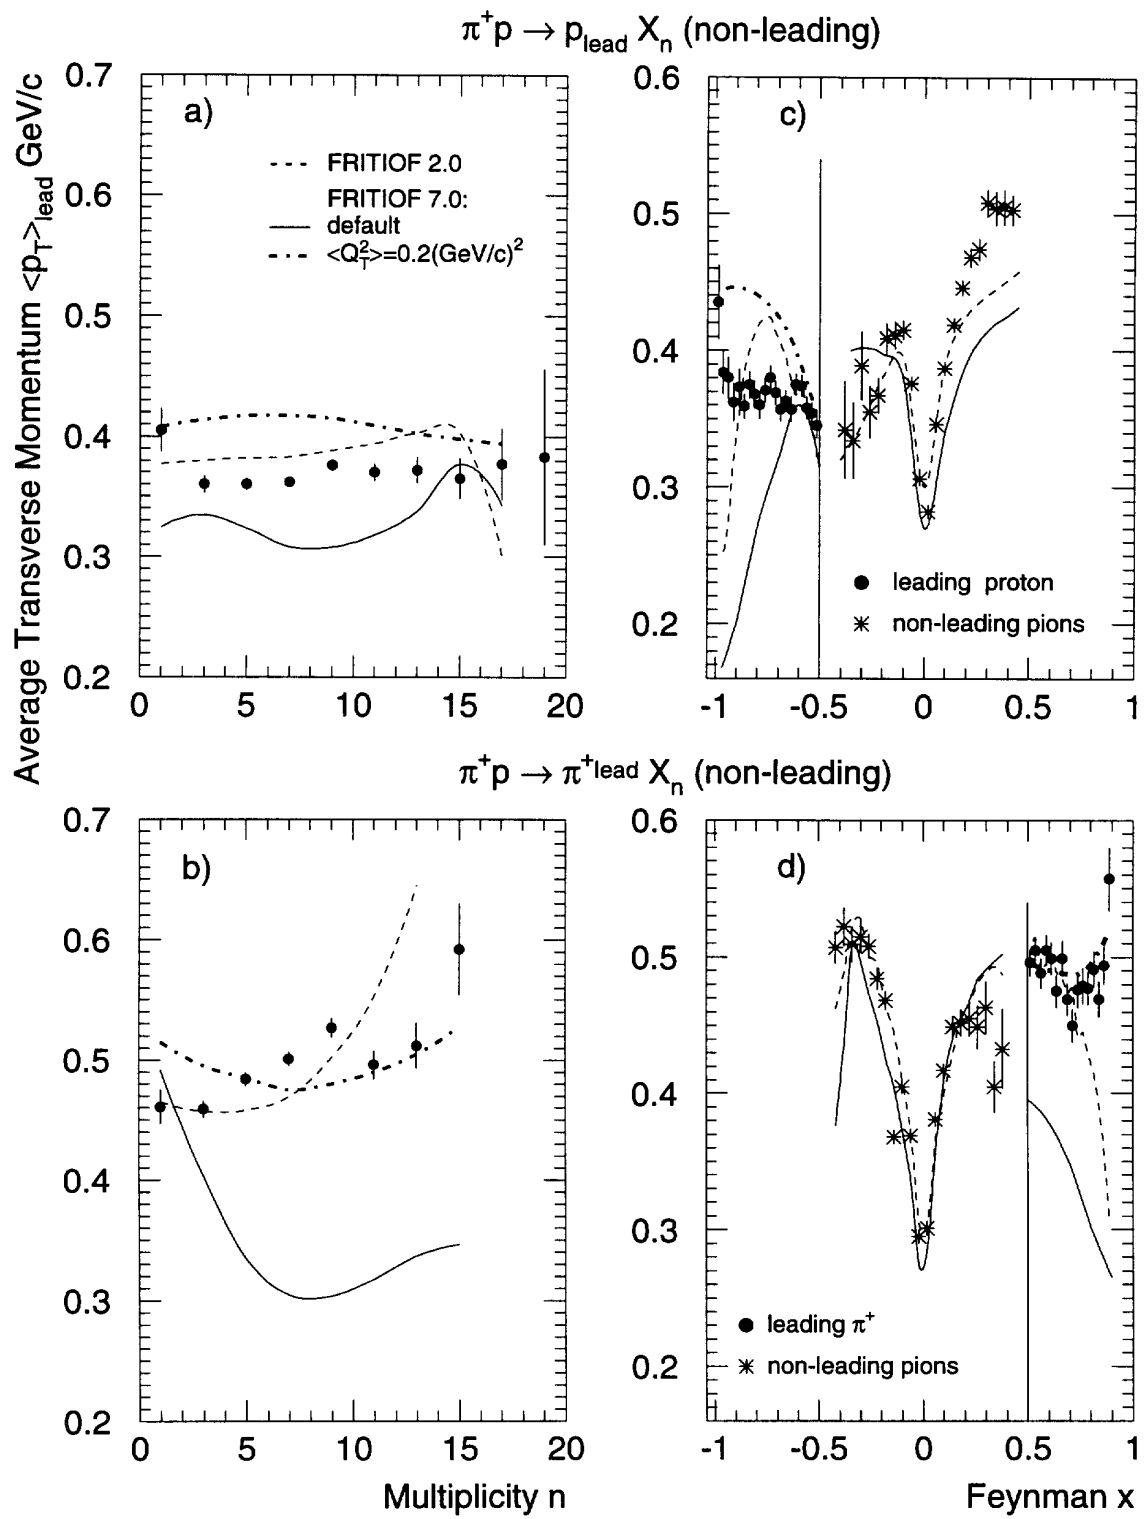 π⁺p → p_lead X_n (non-leading)
Average Transverse Momentum <p_T>_lead GeV/c
0.7
0.6
0.5
0.4
0.3
0.2
a)
FRITIOF 2.0
FRITIOF 7.0:
default
<Q_T²>=0.2(GeV/c)²
0 5 10 15 20
0.6
0.5
0.4
0.3
0.2
c)
leading proton
non-leading pions
-1 -0.5 0 0.5 1
π⁺p → π⁺lead X_n (non-leading)
0.7
0.6
0.5
0.4
0.3
0.2
b)
0 5 10 15 20
Multiplicity n
0.6
0.5
0.4
0.3
0.2
d)
leading π⁺
non-leading pions
-1 -0.5 0 0.5 1
Feynman x